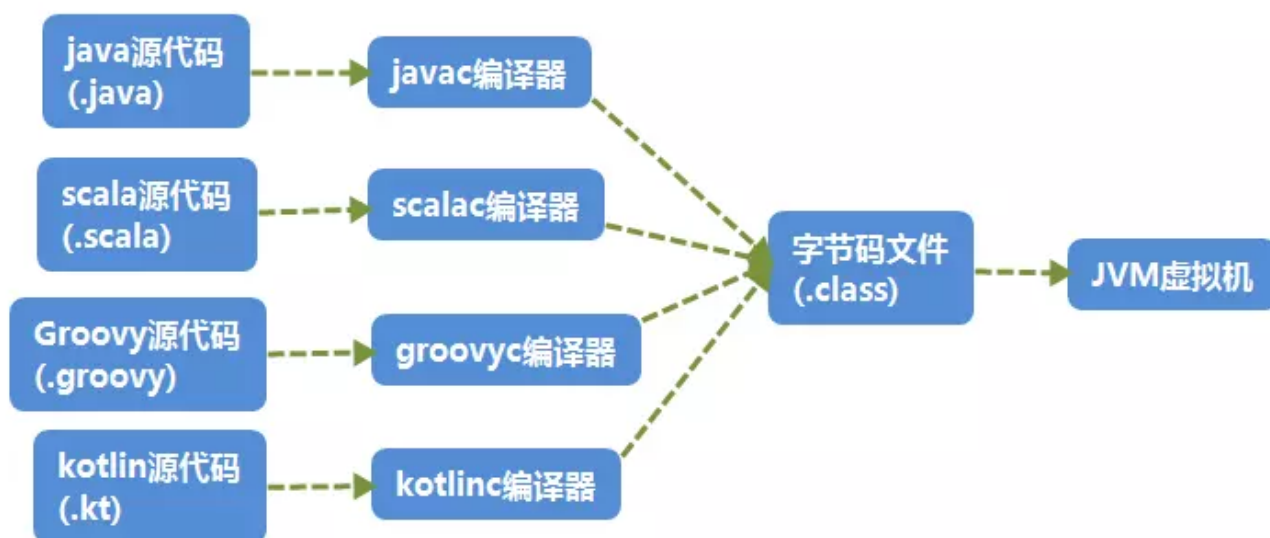 java源代码
(.java)
javac编译器
scala源代码
(.scala)
scalac编译器
Groovy源代码
(.groovy)
groovyc编译器
kotlin源代码
(.kt)
kotlinc编译器
字节码文件
(.class)
JVM虚拟机